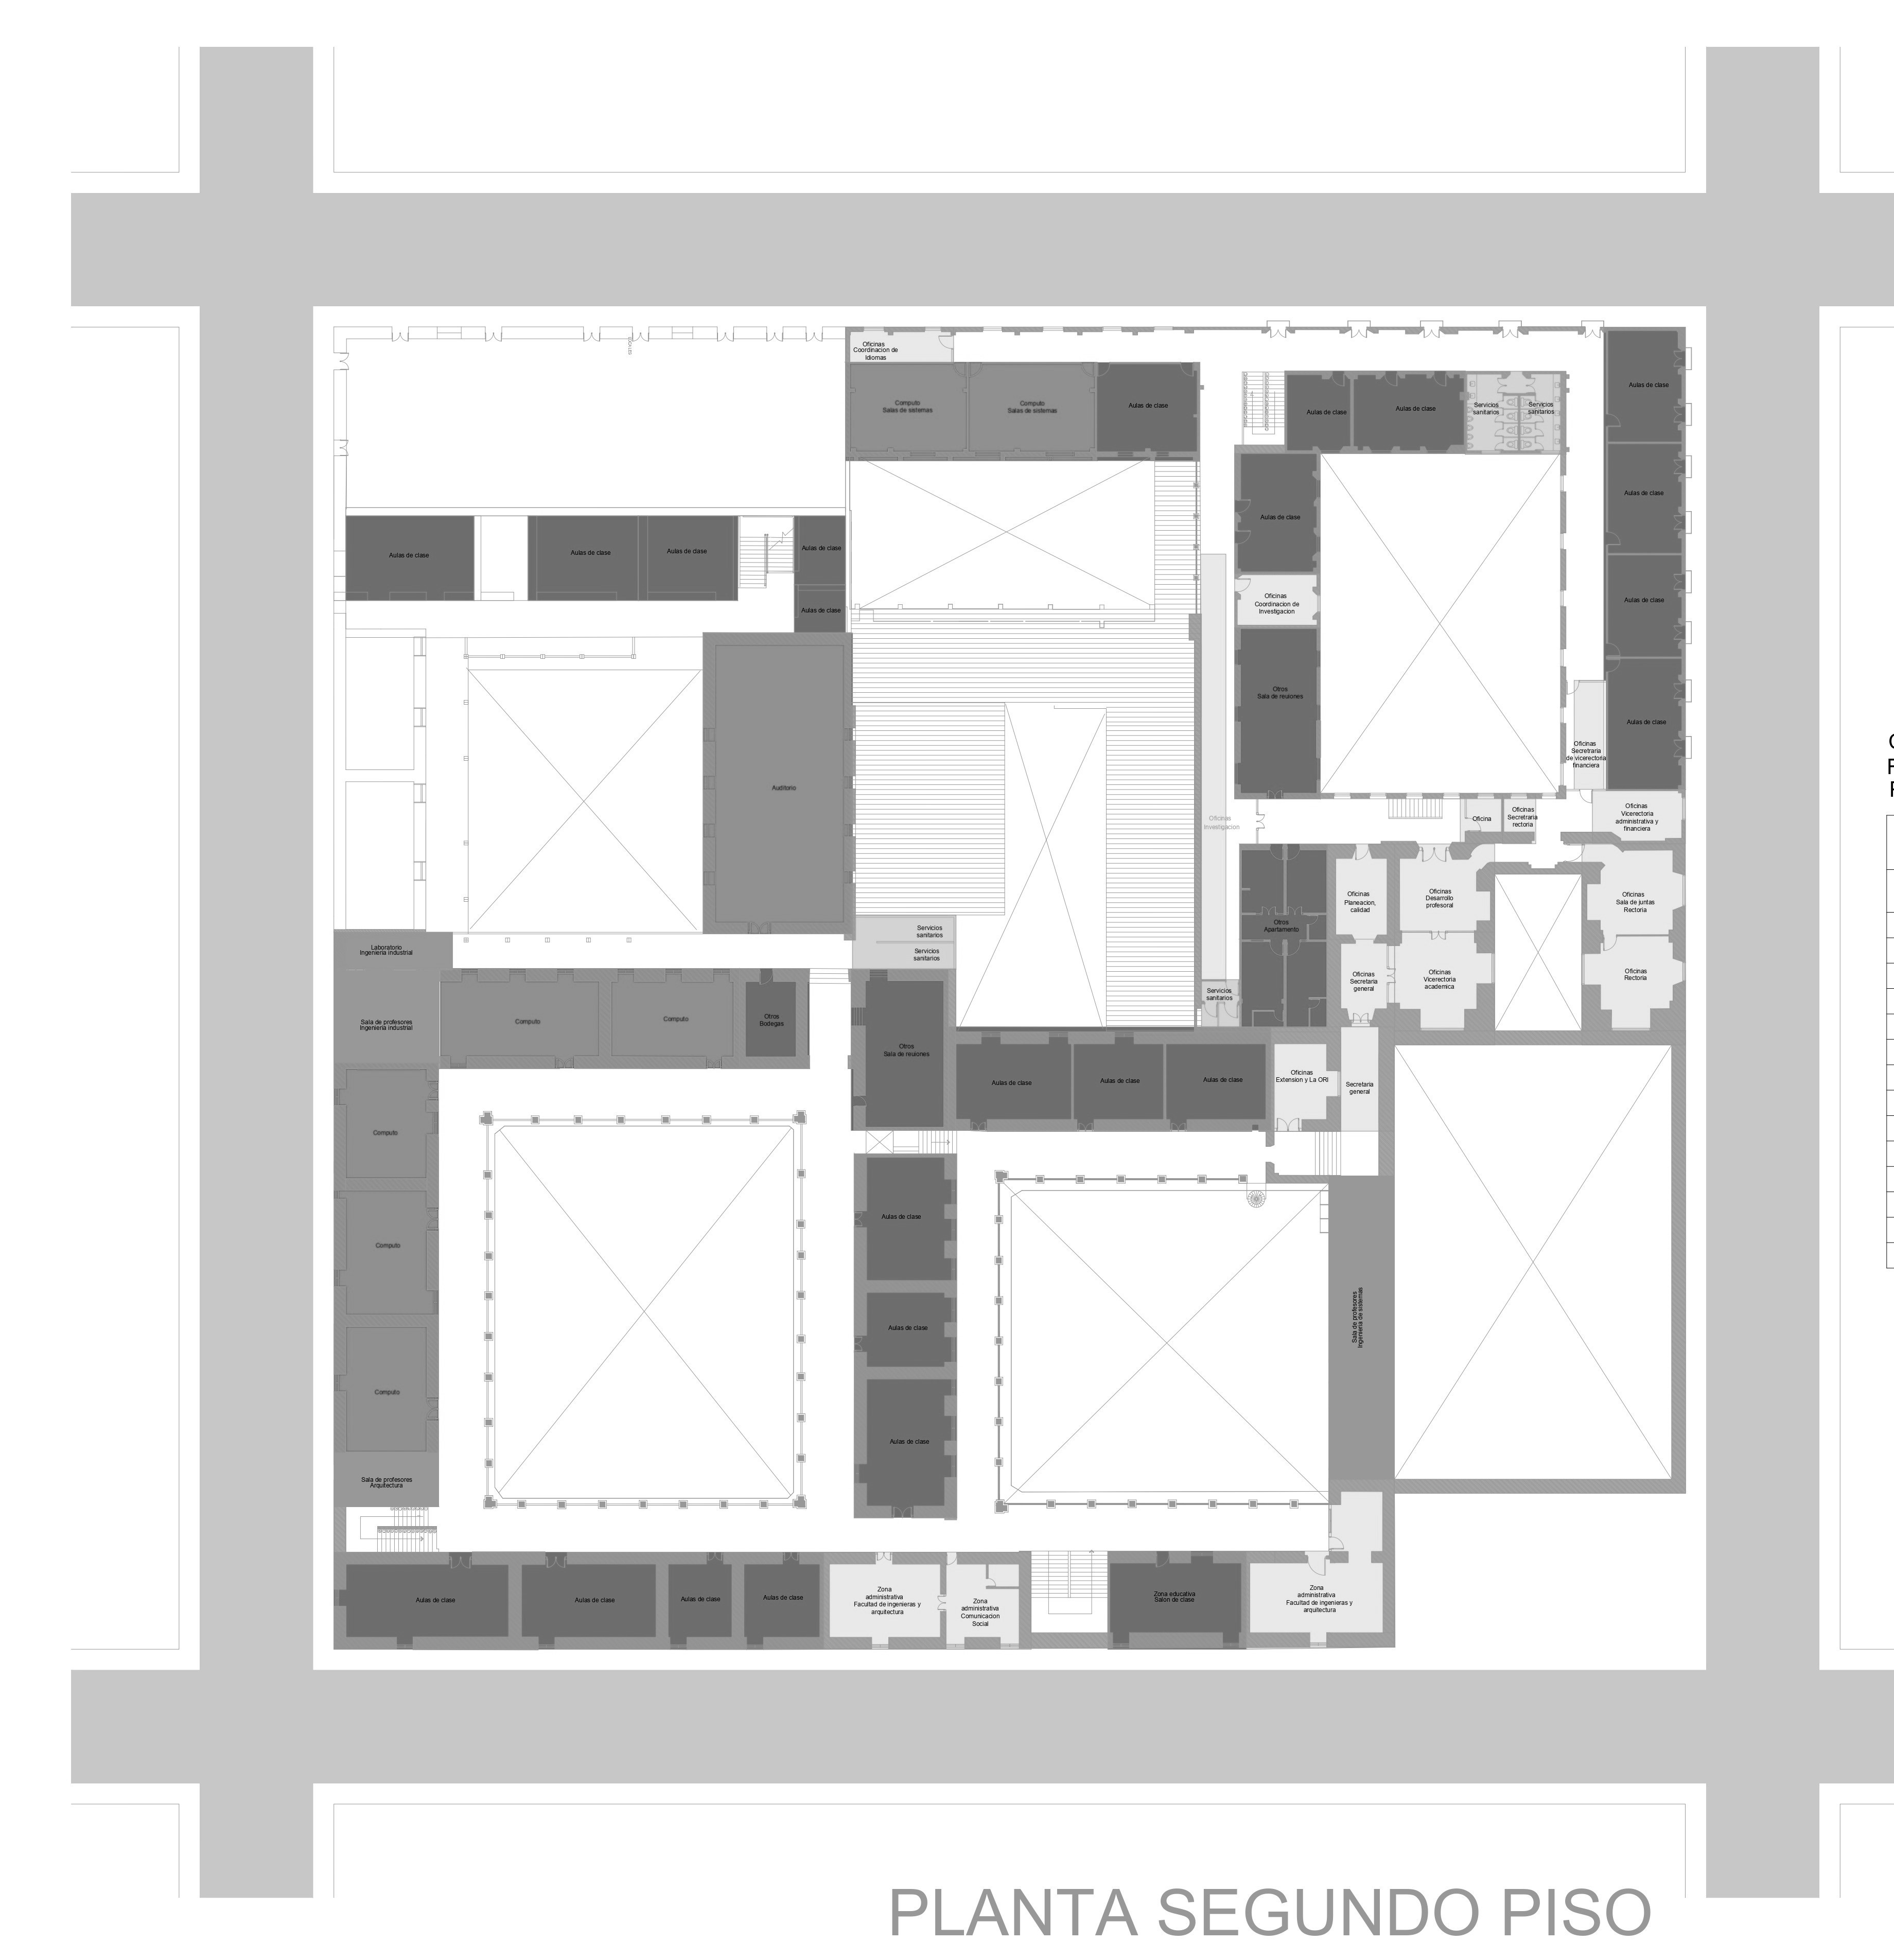 Oficinas
Coordinacion de
Idiomas
Computo
Salas de sistemas
Computo
Salas de sistemas
Aulas de clase
Aulas de clase
Aulas de clase
Servicios
sanitarios
Servicios
sanitarios
Aulas de clase
Aulas de clase
Aulas de clase
Aulas de clase
Aulas de clase
Aulas de clase
Aulas de clase
Aulas de clase
Aulas de clase
Aulas de clase
Aulas de clase
Oficinas
Coordinacion de
Investigacion
Otros
Sala de reuiones
Oficinas
Secretraria
de vicerectoria
financiera
Auditorio
Oficinas
Investigacion
Oficina
Oficinas
Secretraria
rectoria
Oficinas
Vicerectoria
administrativa y
financiera
Oficinas
Planeacion,
calidad
Oficinas
Desarrollo
profesoral
Oficinas
Sala de juntas
Rectoria
Otros
Apartamento
Servicios
sanitarios
Servicios
sanitarios
Laboratorio
Ingenieria industrial
Oficinas
Secretaria
general
Oficinas
Vicerectoria
academica
Oficinas
Rectoria
Servicios
sanitarios
Sala de profesores
Ingenieria industrial
Computo
Computo
Otros
Bodegas
Otros
Sala de reuiones
Aulas de clase
Aulas de clase
Aulas de clase
Oficinas
Extension y La ORI
Secretaria
general
Computo
Aulas de clase
Computo
Aulas de clase
Sala de profesores
Ingenieria de sistemas
Computo
Aulas de clase
Sala de profesores
Arquitectura
Aulas de clase
Aulas de clase
Aulas de clase
Aulas de clase
Zona
administrativa
Facultad de ingenieras y
arquitectura
Zona
administrativa
Comunicacion
Social
Zona educativa
Salon de clase
Zona
administrativa
Facultad de ingenieras y
arquitectura
PLANTA SEGUNDO PISO